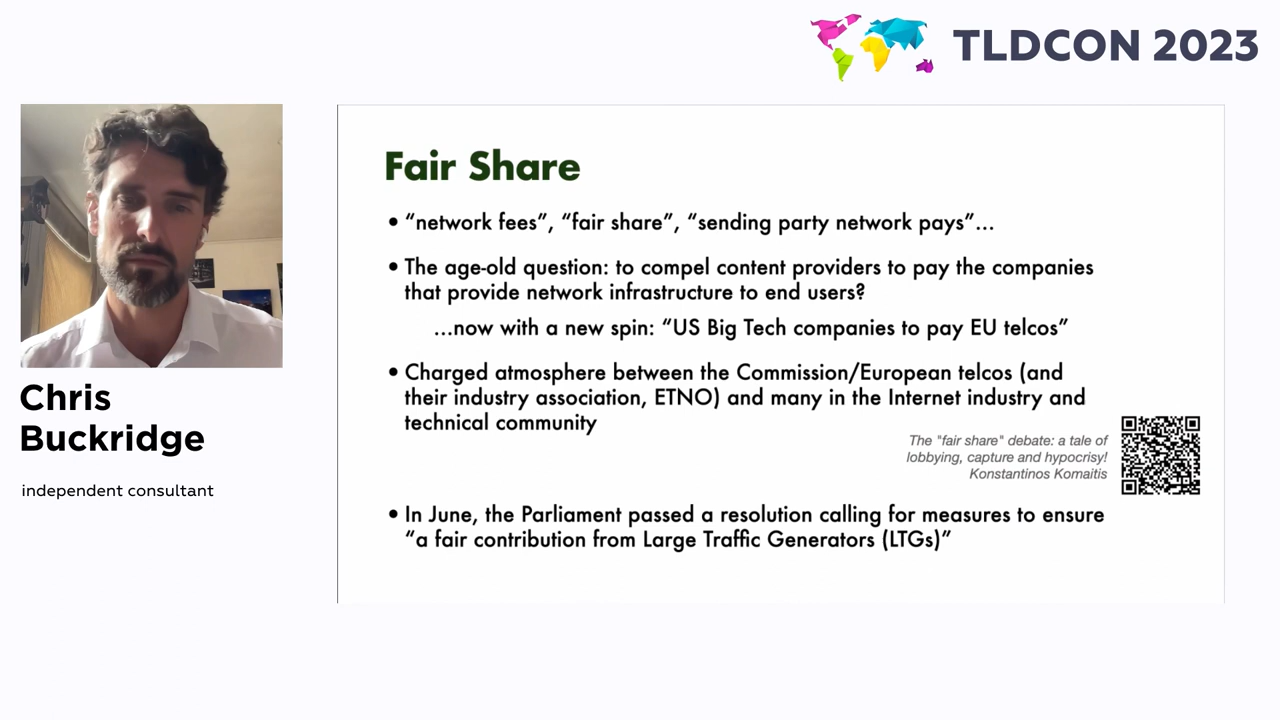 TLDCON 2023
Chris
Buckridge
independent consultant
Fair Share
• “network fees”, “fair share”, “sending party network pays”...
• The age-old question: to compel content providers to pay the companies
that provide network infrastructure to end users?
...now with a new spin: “US Big Tech companies to pay EU telcos”
• Charged atmosphere between the Commission/European telcos (and
their industry association, ETNO) and many in the Internet industry and
technical community
The "fair share" debate: a tale of
lobbying, capture and hypocrisy!
Konstantinos Komaitis
• In June, the Parliament passed a resolution calling for measures to ensure
“a fair contribution from Large Traffic Generators (LTGs)”